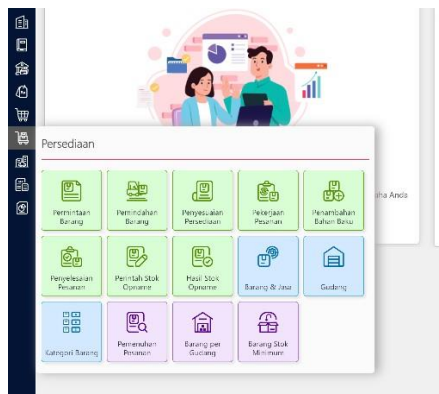 Persediaan
aha Anda
Permintaan
Barang
Pemindahan
Barang
Penyesuaian
Persediaan
Pekerjaan
Pesanan
Penambahan
Bahan Baku
Penyelesaian
Pesanan
Perintah Stok
Opname
Hasil Stok
Opname
Barang & Jasa
Gudang
Kategori Barang
Pemenuhan
Pesanan
Barang per
Gudang
Barang Stok
Minimum